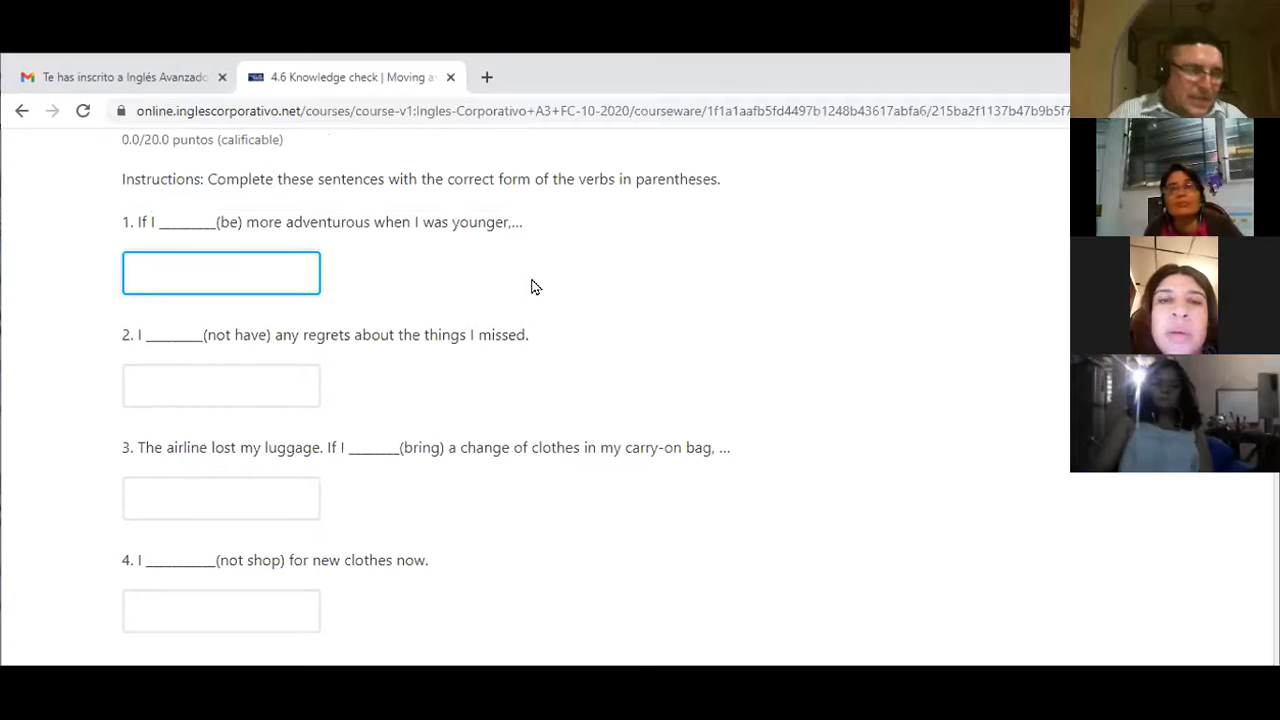 Te has inscrito a Inglés Avanzado
4.6 Knowledge check | Moving a
online.inglescorporativo.net/courses/course-v1:Ingles-Corporativo+A3+FC-10-2020/courseware/1f1a1aafb5fd4497b1248b43617abfa6/215ba2f1137b47b9b5f7
0.0/20.0 puntos (calificable)
Instructions: Complete these sentences with the correct form of the verbs in parentheses.
1. If I ________(be) more adventurous when I was younger,...
2. I ________(not have) any regrets about the things I missed.
3. The airline lost my luggage. If I _______(bring) a change of clothes in my carry-on bag, ...
4. I __________(not shop) for new clothes now.